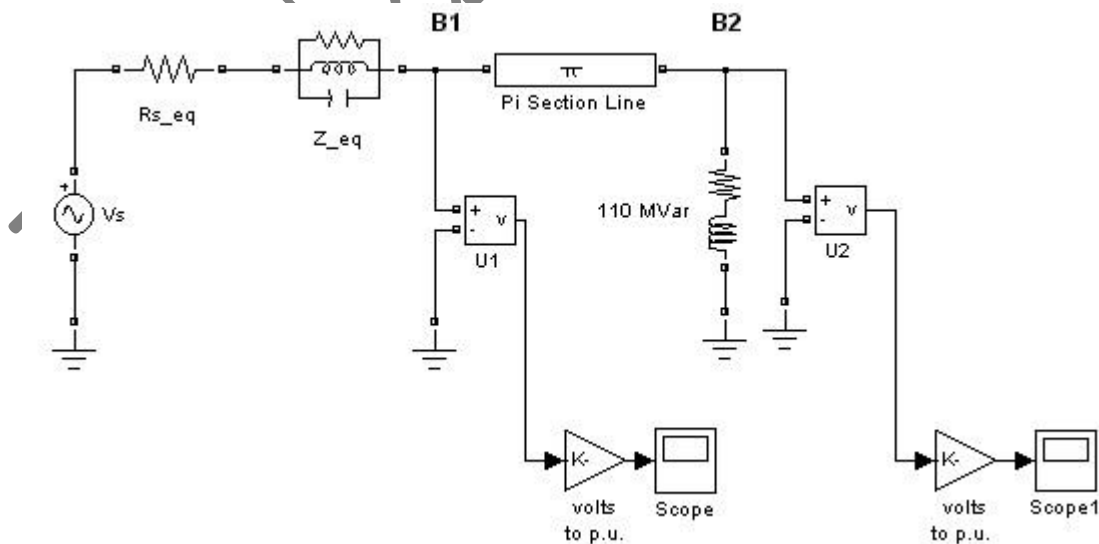 B1
B2
π
Pi Section Line
Rs_eq
Z_eq
+
Vs
+
-
v
U1
110 MVar
+
-
v
U2
K-
volts
to p.u.
Scope
K-
volts
to p.u.
Scope1